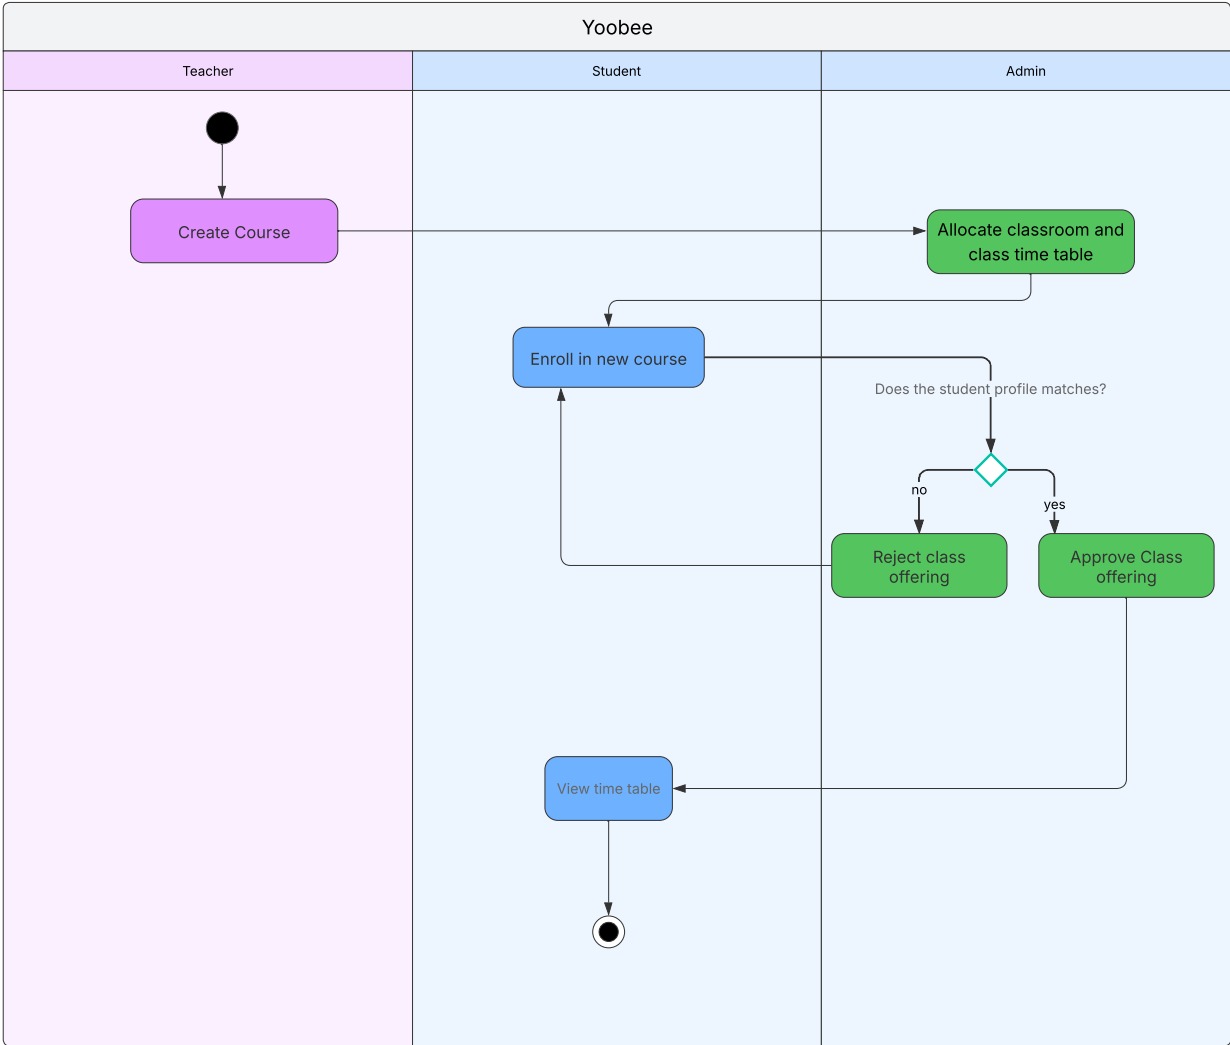 Yoobee
Teacher
Student
Admin
Create Course
Allocate classroom and
class time table
Enroll in new course
Does the student profile matches?
no
yes
Reject class
offering
Approve Class
offering
View time table